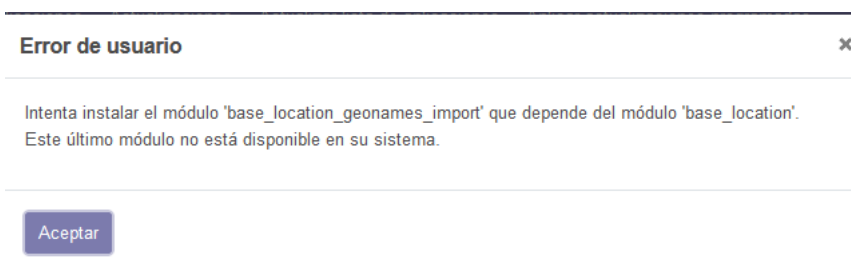 Error de usuario
×
Intenta instalar el módulo 'base_location_geonames_import' que depende del módulo 'base_location'.
Este último módulo no está disponible en su sistema.
Aceptar